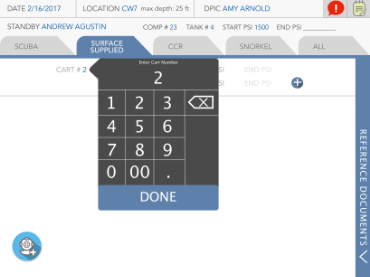 DATE 2/16/2017 LOCATION CW7 max depth: 25 ft DPIC AMY ARNOLD
STANDBY ANDREW AGUSTIN COMP # 23 TANK # 4 START PSI 1500 END PSI
SCUBA SURFACE SUPPLIED CCR SNORKEL ALL
CART # 2 END-PSI
END-PSI
Enter Cart Number
2
1 2 3
4 5 6
7 8 9
0 00 .
DONE
REFERENCE DOCUMENTS